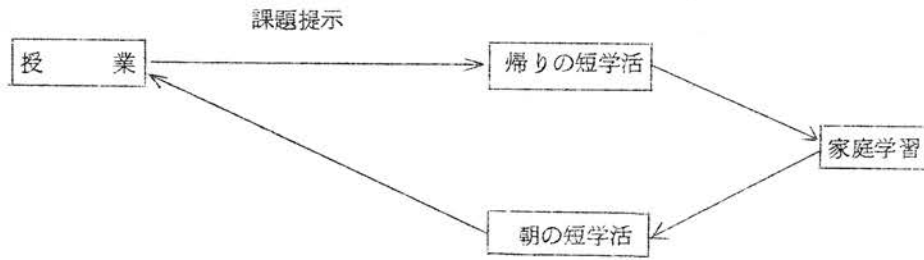 課題提示
授業
帰りの短学活
家庭学習
朝の短学活